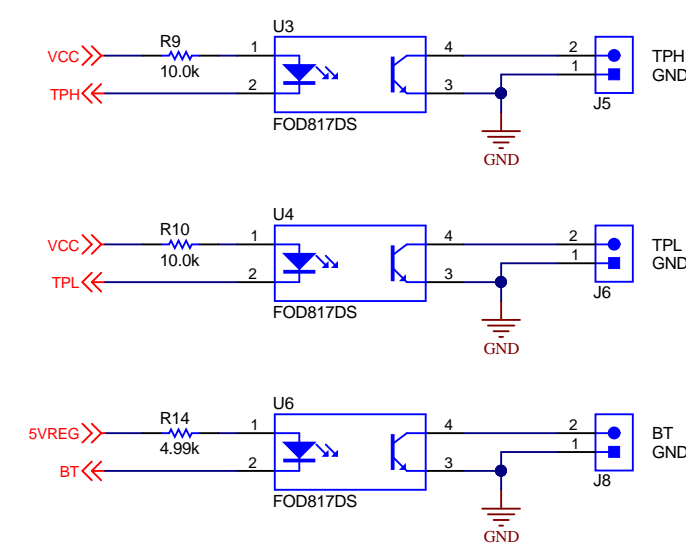 U3
R9
VCC
1
4
2
TPH
10.0k
1
GND
TPH
2
3
J5
FOD817DS
GND
U4
R10
VCC
1
4
2
TPL
10.0k
1
GND
TPL
2
3
J6
FOD817DS
GND
U6
R14
5VREG
1
4
2
BT
4.99k
1
GND
BT
2
3
J8
FOD817DS
GND